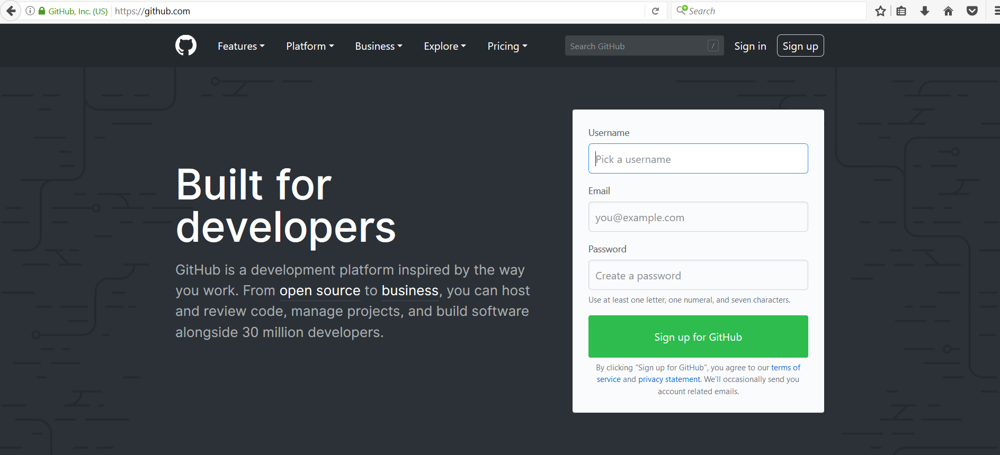 GitHub, Inc. (US) https://github.com Search
Features Platform Business Explore Pricing Search GitHub / Sign in Sign up
Built for
developers
GitHub is a development platform inspired by the way
you work. From open source to business, you can host
and review code, manage projects, and build software
alongside 30 million developers.
Username
Pick a username
Email
you@example.com
Password
Create a password
Use at least one letter, one numeral, and seven characters.
Sign up for GitHub
By clicking “Sign up for GitHub”, you agree to our terms of
service and privacy statement. We’ll occasionally send you
account related emails.